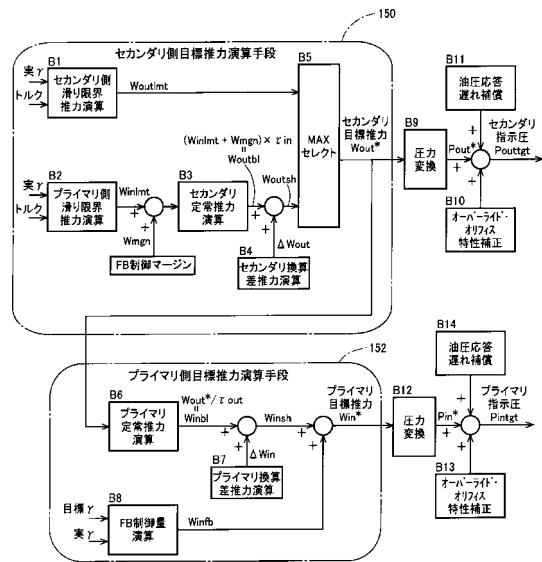 150
セカンダリ側目標推力演算手段
B1
実γ
トルク
セカンダリ側
滑り限界
推力演算
Woutlmt
B5
MAX
セレクト
B2
実γ
トルク
プライマリ側
滑り限界
推力演算
Winlmt
+
+
Wmgn
FB制御マージン
(Winlmt + Wmgn) × τin
=
Woutbl
B3
セカンダリ
定常推力
演算
+
+
Woutsh
ΔWout
B4
セカンダリ換算
差推力演算
セカンダリ
目標推力
Wout*
B9
圧力
変換
Pout*
B11
油圧応答
遅れ補償
+
+
+
セカンダリ
指示圧
Pouttgt
B10
オーバーライド・
オリフィス
特性補正
152
プライマリ側目標推力演算手段
B6
プライマリ
定常推力
演算
Wout*/τout
=
Winbl
+
+
ΔWin
B7
プライマリ換算
差推力演算
Winsh
+
+
プライマリ
目標推力
Win*
B8
目標γ
実γ
FB制御量
演算
Winfb
B12
圧力
変換
Pin*
B14
油圧応答
遅れ補償
+
+
+
プライマリ
指示圧
Pintgt
B13
オーバーライド・
オリフィス
特性補正